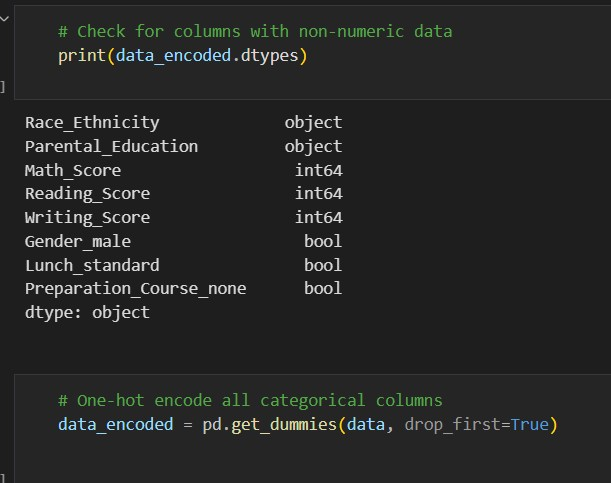 # Check for columns with non-numeric data
print(data_encoded.dtypes)
]
Race_Ethnicity object
Parental_Education object
Math_Score int64
Reading_Score int64
Writing_Score int64
Gender_male bool
Lunch_standard bool
Preparation_Course_none bool
dtype: object
# One-hot encode all categorical columns
data_encoded = pd.get_dummies(data, drop_first=True)
]